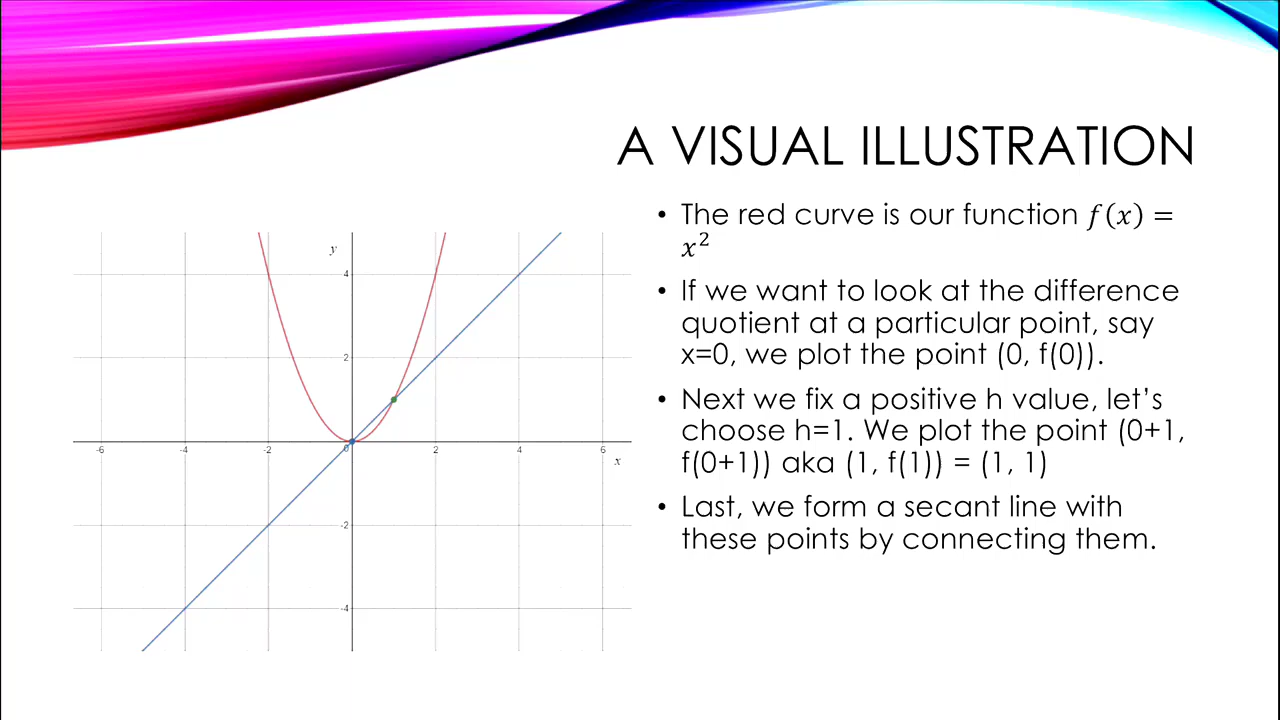 A VISUAL ILLUSTRATION
• The red curve is our function 𝑓(𝑥) =
𝑥²
• If we want to look at the difference
quotient at a particular point, say
x=0, we plot the point (0, f(0)).
• Next we fix a positive h value, let’s
choose h=1. We plot the point (0+1,
f(0+1)) aka (1, f(1)) = (1, 1)
• Last, we form a secant line with
these points by connecting them.
y
4
2
-6 -4 -2 0 2 4 6
x
-2
-4